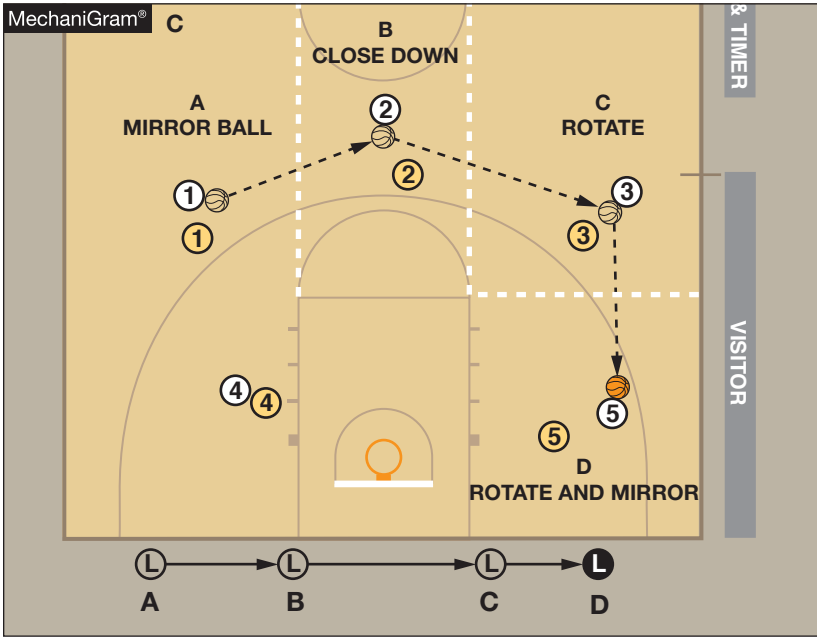 MechaniGram®
C
B
CLOSE DOWN
& TIMER
A
MIRROR BALL
C
ROTATE
2
2
1
3
1
3
VISITOR
4
4
5
5
D
ROTATE AND MIRROR
L L L L
A B C D